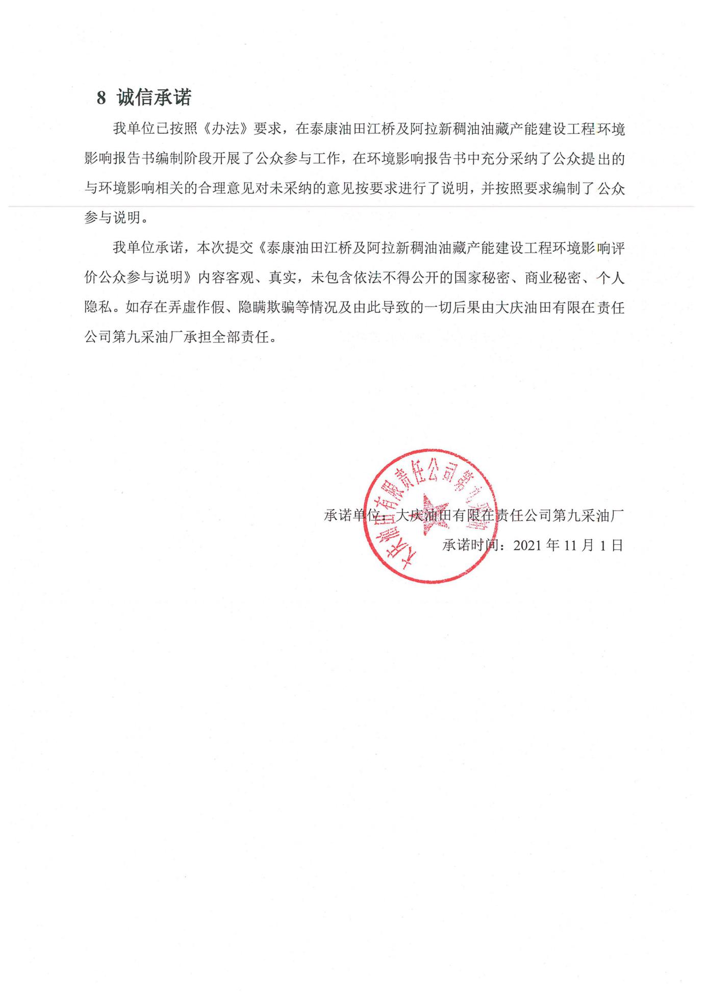 8 诚信承诺
我单位已按照《办法》要求，在泰康油田江桥及阿拉新稠油油藏产能建设工程环境
影响报告书编制阶段开展了公众参与工作，在环境影响报告书中充分采纳了公众提出的
与环境影响相关的合理意见对未采纳的意见按要求进行了说明，并按照要求编制了公众
参与说明。
我单位承诺，本次提交《泰康油田江桥及阿拉新稠油油藏产能建设工程环境影响评
价公众参与说明》内容客观、真实，未包含依法不得公开的国家秘密、商业秘密、个人
隐私。如存在弄虚作假、隐瞒欺骗等情况及由此导致的一切后果由大庆油田有限在责任
公司第九采油厂承担全部责任。
大庆油田有限责任公司第九采油
承诺单位：大庆油田有限在责任公司第九采油厂
承诺时间：2021 年 11 月 1 日